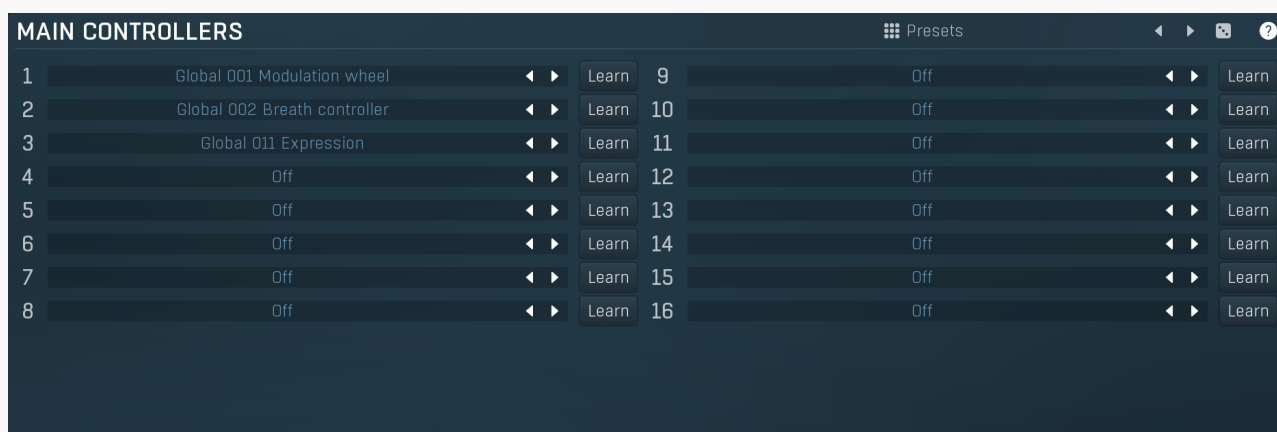 MAIN CONTROLLERS Presets ?
1 Global 001 Modulation wheel Learn 9 Off Learn
2 Global 002 Breath controller Learn 10 Off Learn
3 Global 011 Expression Learn 11 Off Learn
4 Off Learn 12 Off Learn
5 Off Learn 13 Off Learn
6 Off Learn 14 Off Learn
7 Off Learn 15 Off Learn
8 Off Learn 16 Off Learn